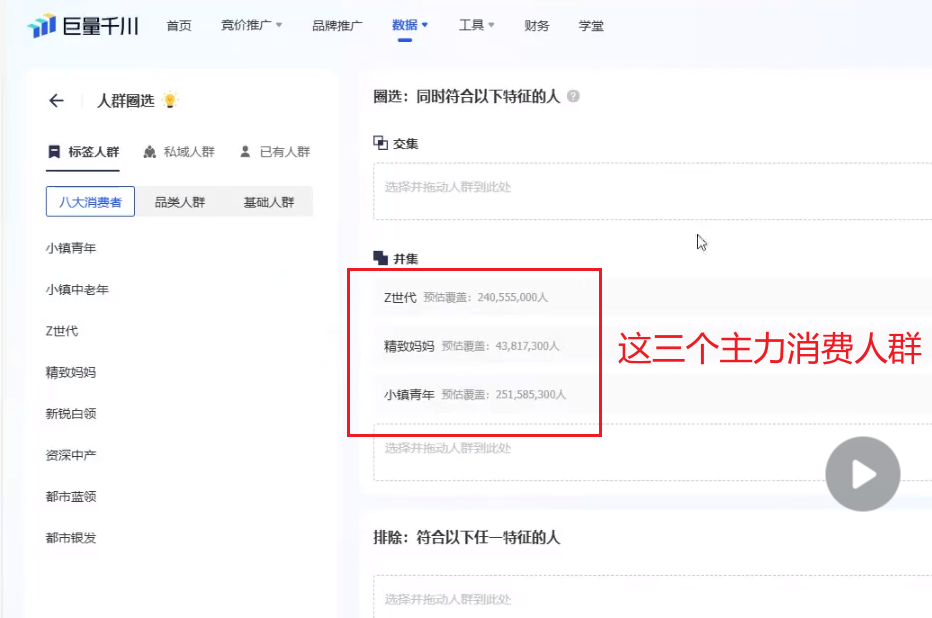 巨量千川 首页 竞价推广 品牌推广 数据 工具 财务 学堂
人群圈选
标签人群 私域人群 已有人群
八大消费者 品类人群 基础人群
小镇青年
小镇中老年
Z世代
精致妈妈
新锐白领
资深中产
都市蓝领
都市银发
圈选：同时符合以下特征的人 ?
交集
选择并拖动人群到此处
并集
Z世代 预估覆盖：240,555,000人
精致妈妈 预估覆盖：43,817,300人
小镇青年 预估覆盖：251,585,300人
这三个主力消费人群
选择并拖动人群到此处
排除：符合以下任一特征的人
选择并拖动人群到此处